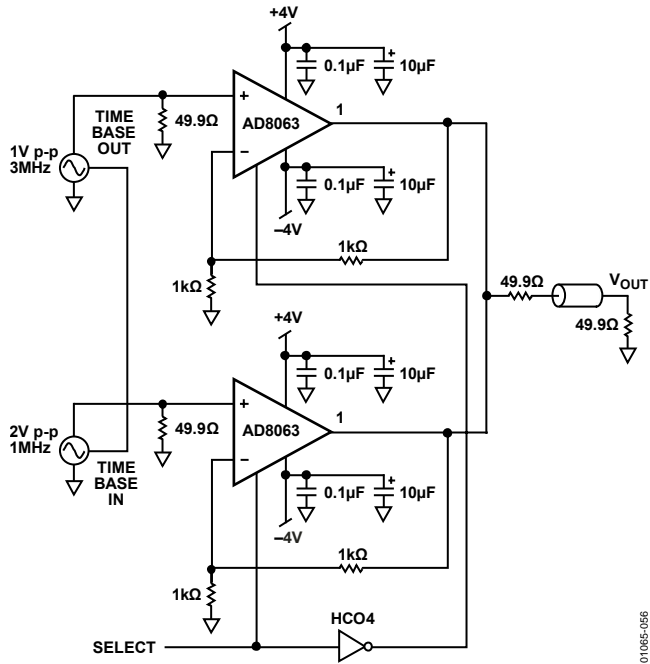 +4V
+
0.1µF
10µF
+
TIME
BASE
OUT
49.9Ω
AD8063
1
1V p-p
3MHz
–
+
0.1µF
10µF
–4V
1kΩ
1kΩ
49.9Ω
VOUT
49.9Ω
+4V
+
0.1µF
10µF
+
49.9Ω
AD8063
1
2V p-p
1MHz
TIME
BASE
IN
–
+
0.1µF
10µF
–4V
1kΩ
1kΩ
HCO4
SELECT
01065-056